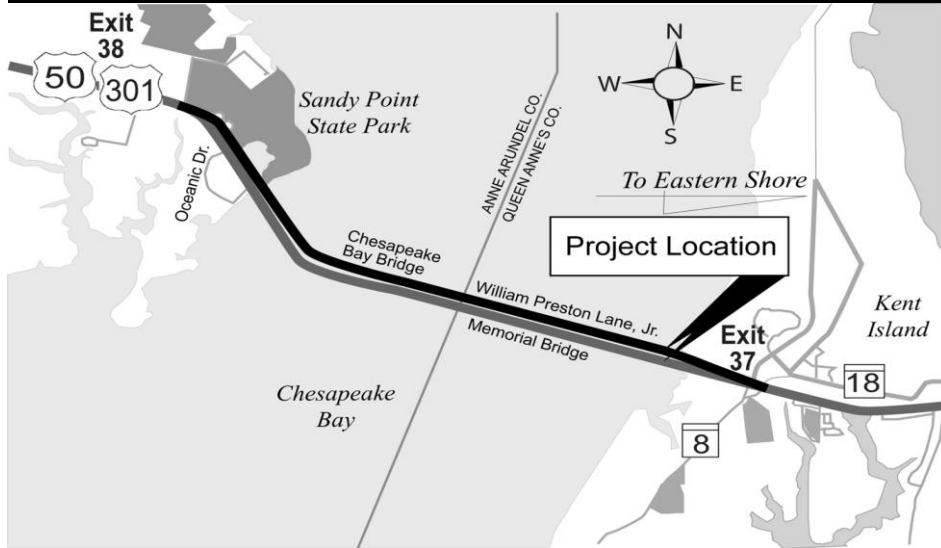 Exit
38
50
301
Sandy Point
State Park
Oceanic Dr.
N
W
E
S
ANNE ARUNDEL CO.
QUEEN ANNE'S CO.
To Eastern Shore
Project Location
Chesapeake
Bay Bridge
William Preston Lane, Jr.
Memorial Bridge
Exit
37
Kent
Island
18
8
Chesapeake
Bay